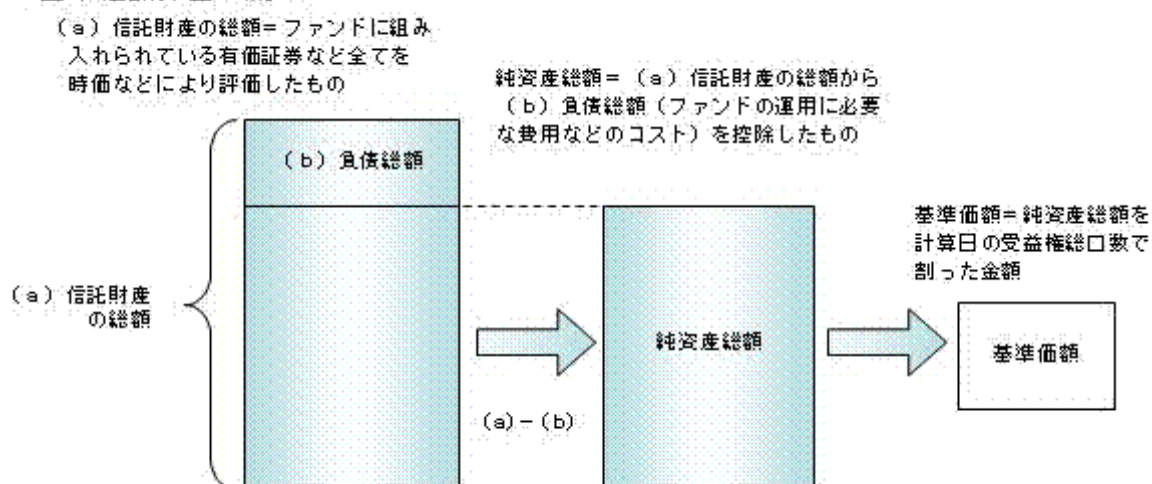 (a)信託財産の総額=ファンドに組み
入れられている有価証券など全てを
時価などにより評価したもの
純資産総額=(a)信託財産の総額から
(b)負債総額(ファンドの運用に必要
な費用などのコスト)を控除したもの
(b)負債総額
基準価額=純資産総額を
計算日の受益権総口数で
割った金額
(a)信託財産
の総額
純資産総額
基準価額
(a)-(b)